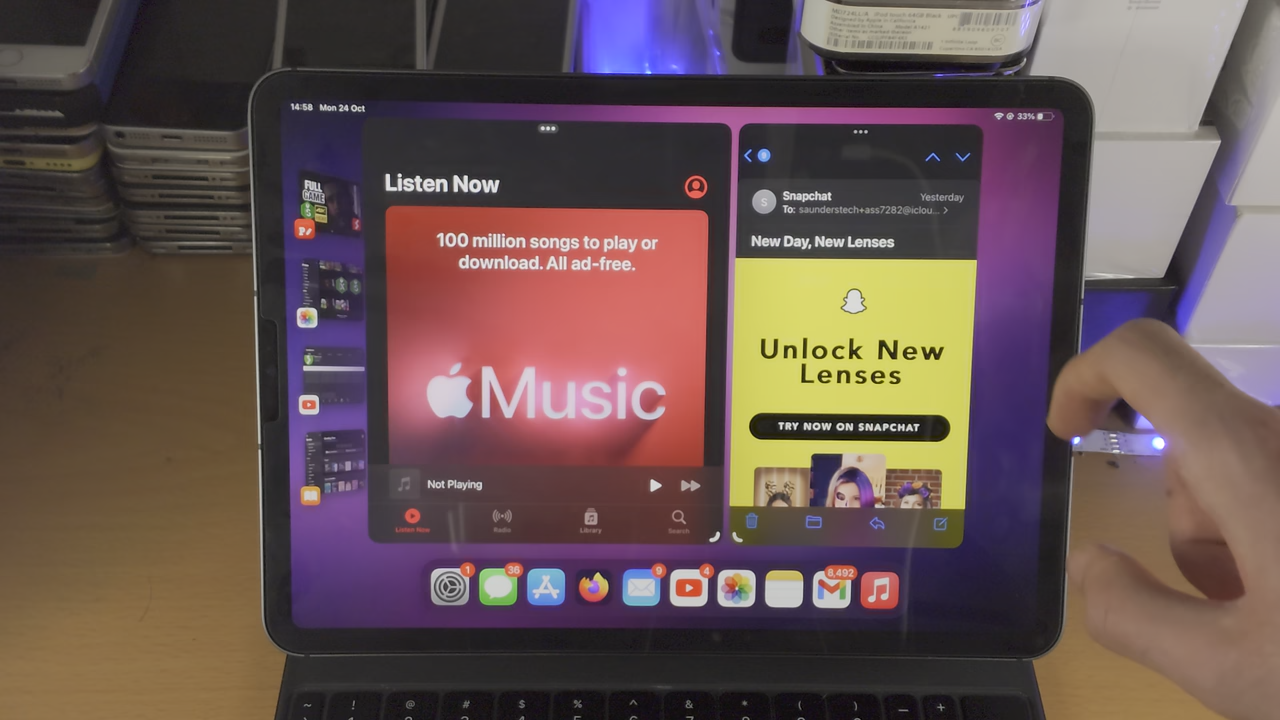 14:58 Mon 24 Oct
33%
FULL
GAME
Listen Now
100 million songs to play or
download. All ad-free.
Music
Not Playing
Listen Now
Radio
Library
Search
9
Snapchat
Yesterday
S
To: saunderstech+ass7282@iclou...
New Day, New Lenses
Unlock New
Lenses
TRY NOW ON SNAPCHAT
1
36
9
4
8,492
~ ! @ # $ % ^ & * ( ) — +